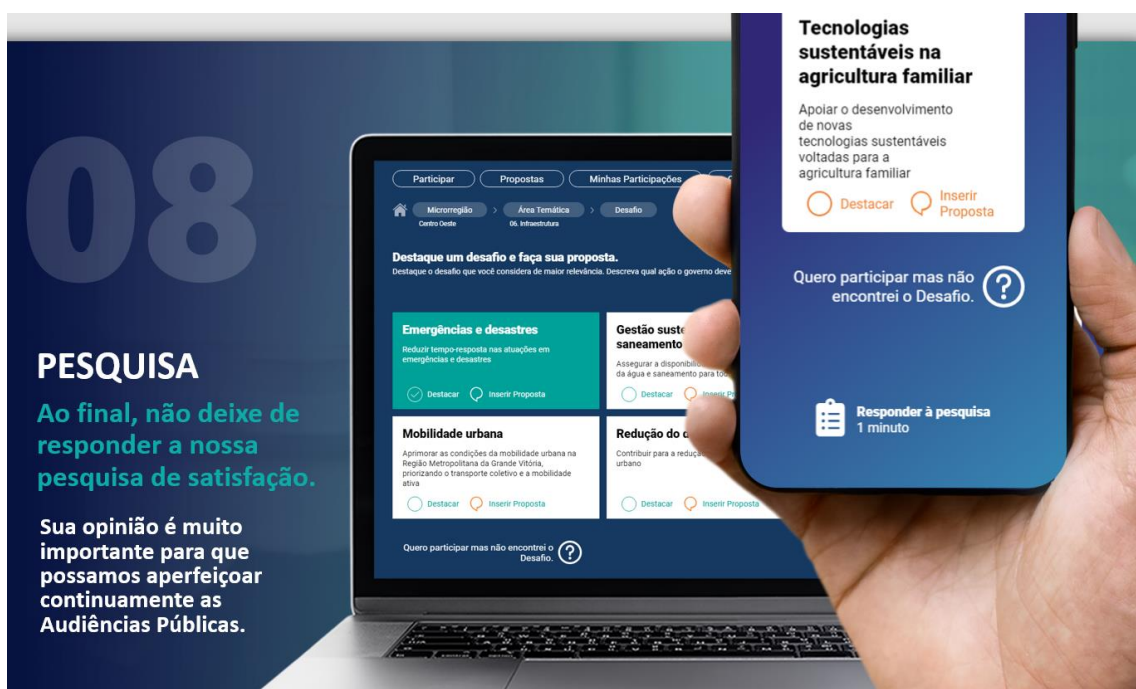 08
PESQUISA
Ao final, não deixe de
responder a nossa
pesquisa de satisfação.
Sua opinião é muito
importante para que
possamos aperfeiçoar
continuamente as
Audiências Públicas.
Participar
Propostas
Minhas Participações
Microrregião > Área Temática > Desafio
Centro Oeste
06. Infraestrutura
Destaque um desafio e faça sua proposta.
Destaque o desafio que você considera de maior relevância. Descreva qual ação o governo deve
Emergências e desastres
Reduzir tempo-resposta nas atuações em
emergências e desastres
Destacar
Inserir Proposta
Gestão
saneamento
Assegurar a
da água e saneamento para
Destacar
Inserir
Mobilidade urbana
Aprimorar as condições da mobilidade urbana na
Região Metropolitana da Grande Vitória,
priorizando o transporte coletivo e a mobilidade
ativa
Destacar
Inserir Proposta
Redução do
Contribuir para a
urbano
Destacar
Inserir Proposta
Quero participar mas não encontrei o
Desafio.
?
Tecnologias
sustentáveis na
agricultura familiar
Apoiar o desenvolvimento
de novas
tecnologias sustentáveis
voltadas para a
agricultura familiar
Destacar
Inserir
Proposta
Quero participar mas não
encontrei o Desafio.
?
Responder à pesquisa
1 minuto